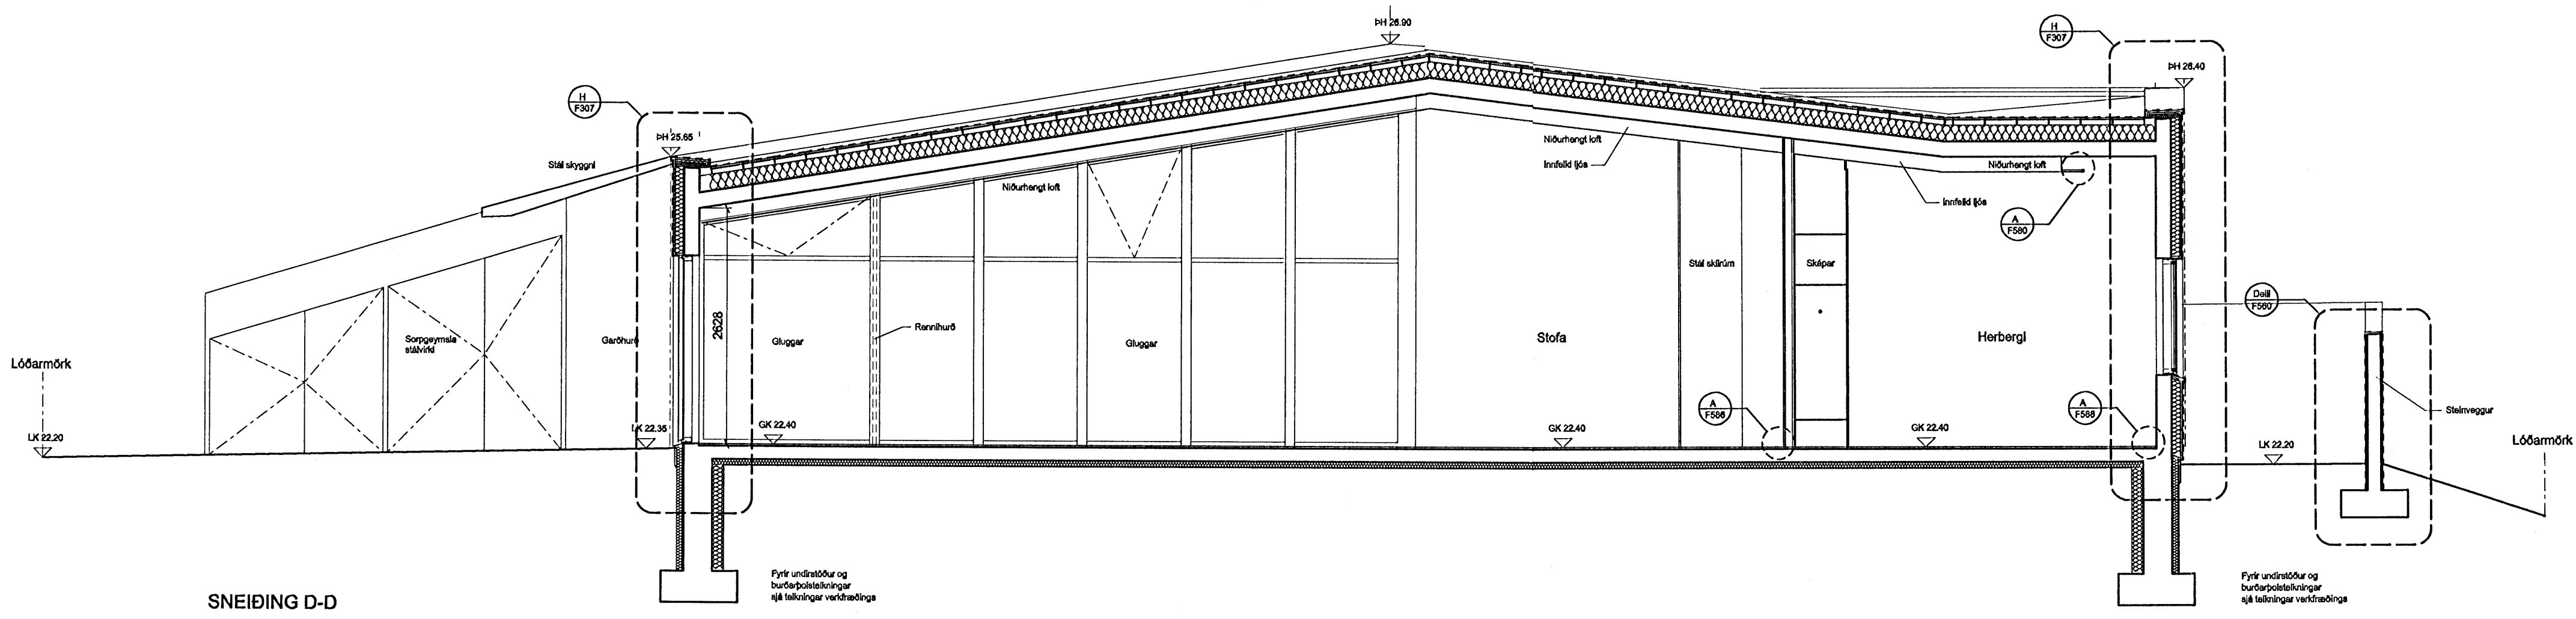 ÞH 26.90
H
F307
ÞH 26.40
H
F307
ÞH 25.65
Stál skyggni
Niðurhengt loft
Innfelld ljós
Niðurhengt loft
Niðurhengt loft
Innfelld ljós
A
F580
Stál skilrúm
Skápar
Deili
F560
Sorpgeymsla
stálvirki
Garðhurð
2628
Gluggar
Rennihurð
Gluggar
Stofa
Herbergi
Lóðarmörk
A
F586
A
F588
Steinveggur
LK 22.20
LK 22.35
GK 22.40
GK 22.40
GK 22.40
LK 22.20
Lóðarmörk
Fyrir undirstöður og
burðarþolsteikningar
sjá teikningar verkfræðings
Fyrir undirstöður og
burðarþolsteikningar
sjá teikningar verkfræðings
SNEIÐING D-D